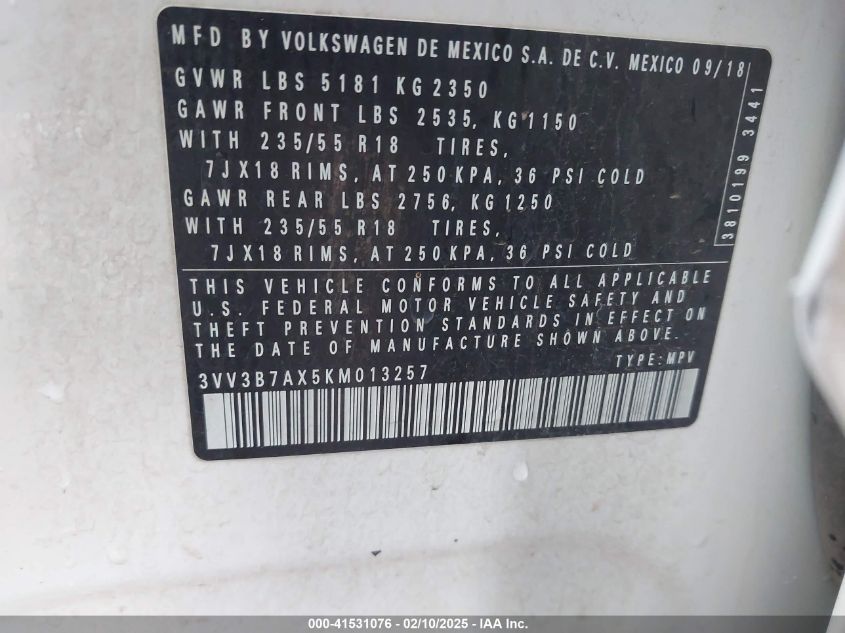 MFD BY VOLKSWAGEN DE MEXICO S.A. DE C.V. MEXICO 09/18
GVWR LBS 5181 KG 2350
GAWR FRONT LBS 2535, KG 1150
WITH 235/55 R18 TIRES,
7JX18 RIMS, AT 250 KPA, 36 PSI COLD
GAWR REAR LBS 2756, KG 1250
WITH 235/55 R18 TIRES,
7JX18 RIMS, AT 250 KPA, 36 PSI COLD
3810199 3441
THIS VEHICLE CONFORMS TO ALL APPLICABLE
U.S. FEDERAL MOTOR VEHICLE SAFETY AND
THEFT PREVENTION STANDARDS IN EFFECT ON
THE DATE OF MANUFACTURE SHOWN ABOVE.
TYPE: MPV
3VV3B7AX5KM013257
000-41531076 — 02/10/2025 — IAA Inc.